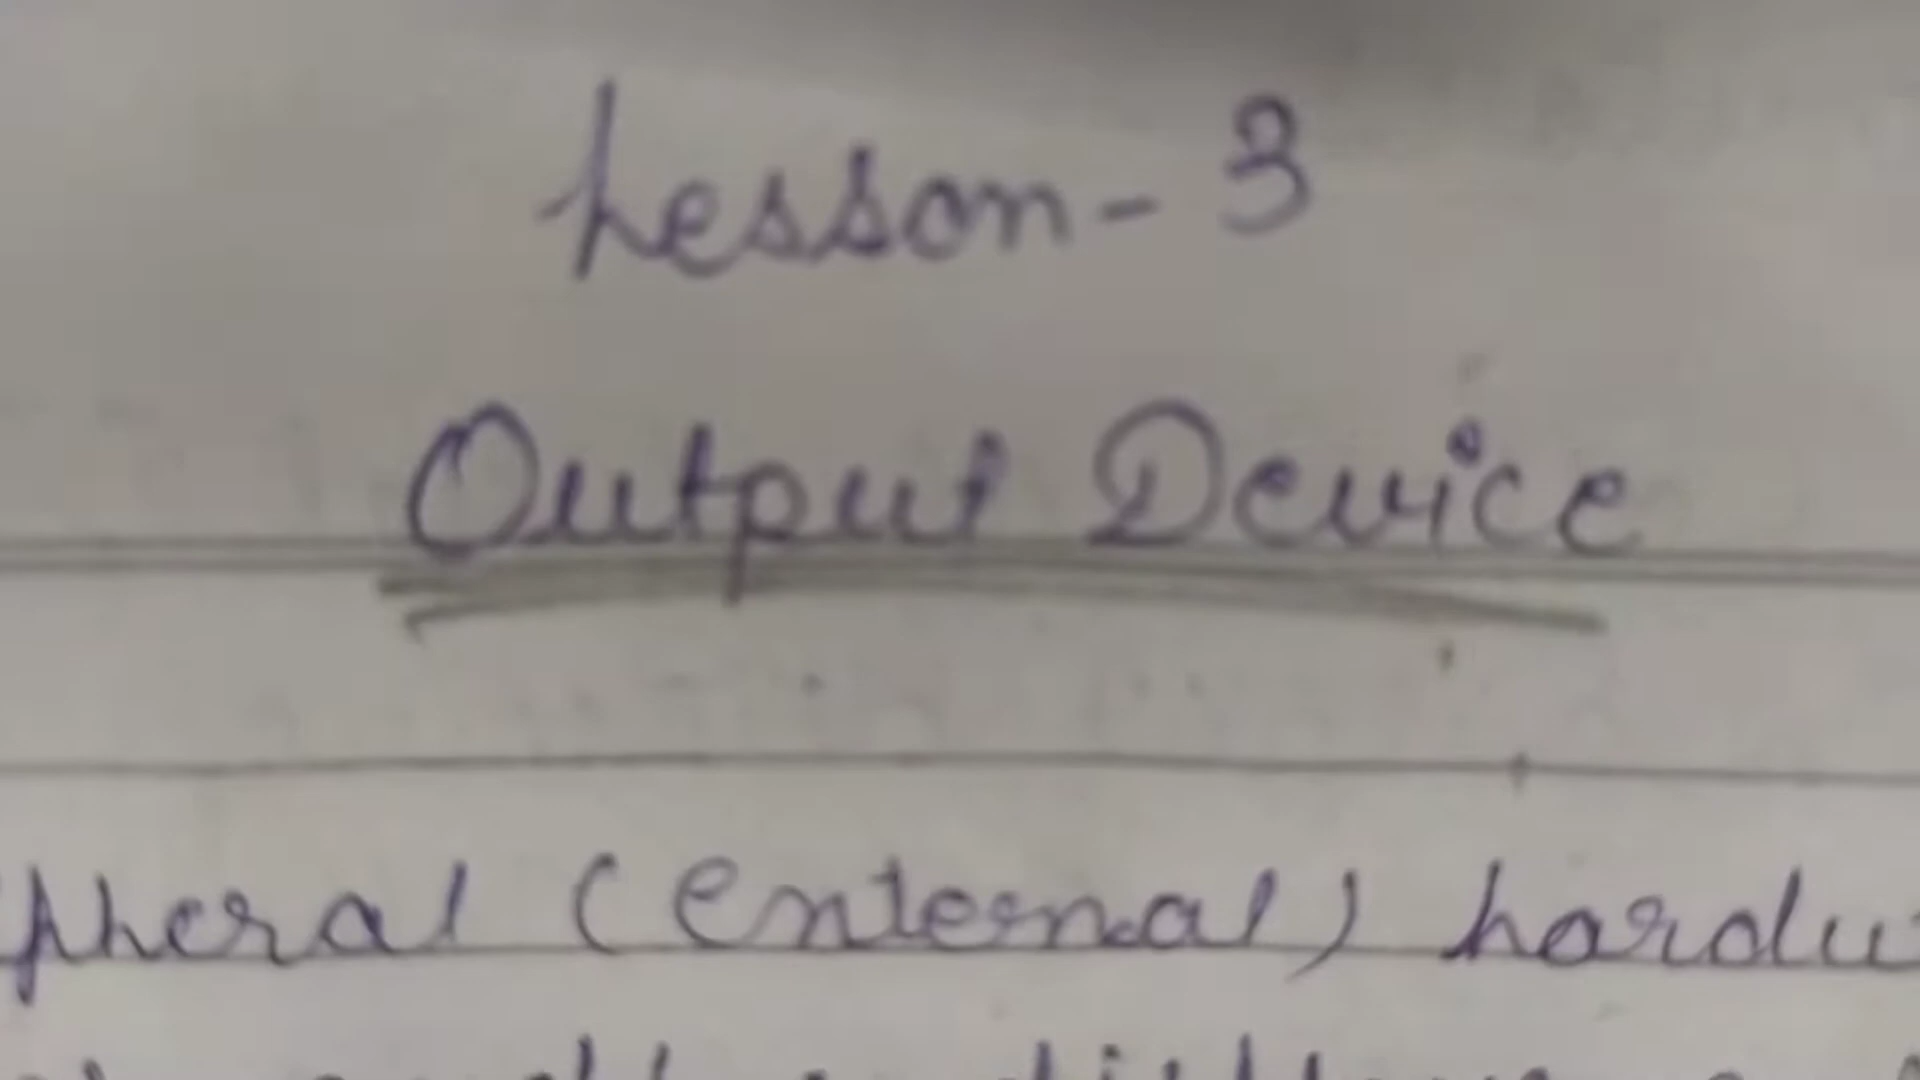 Lesson - 3
Output Device
pheral (external) hardw